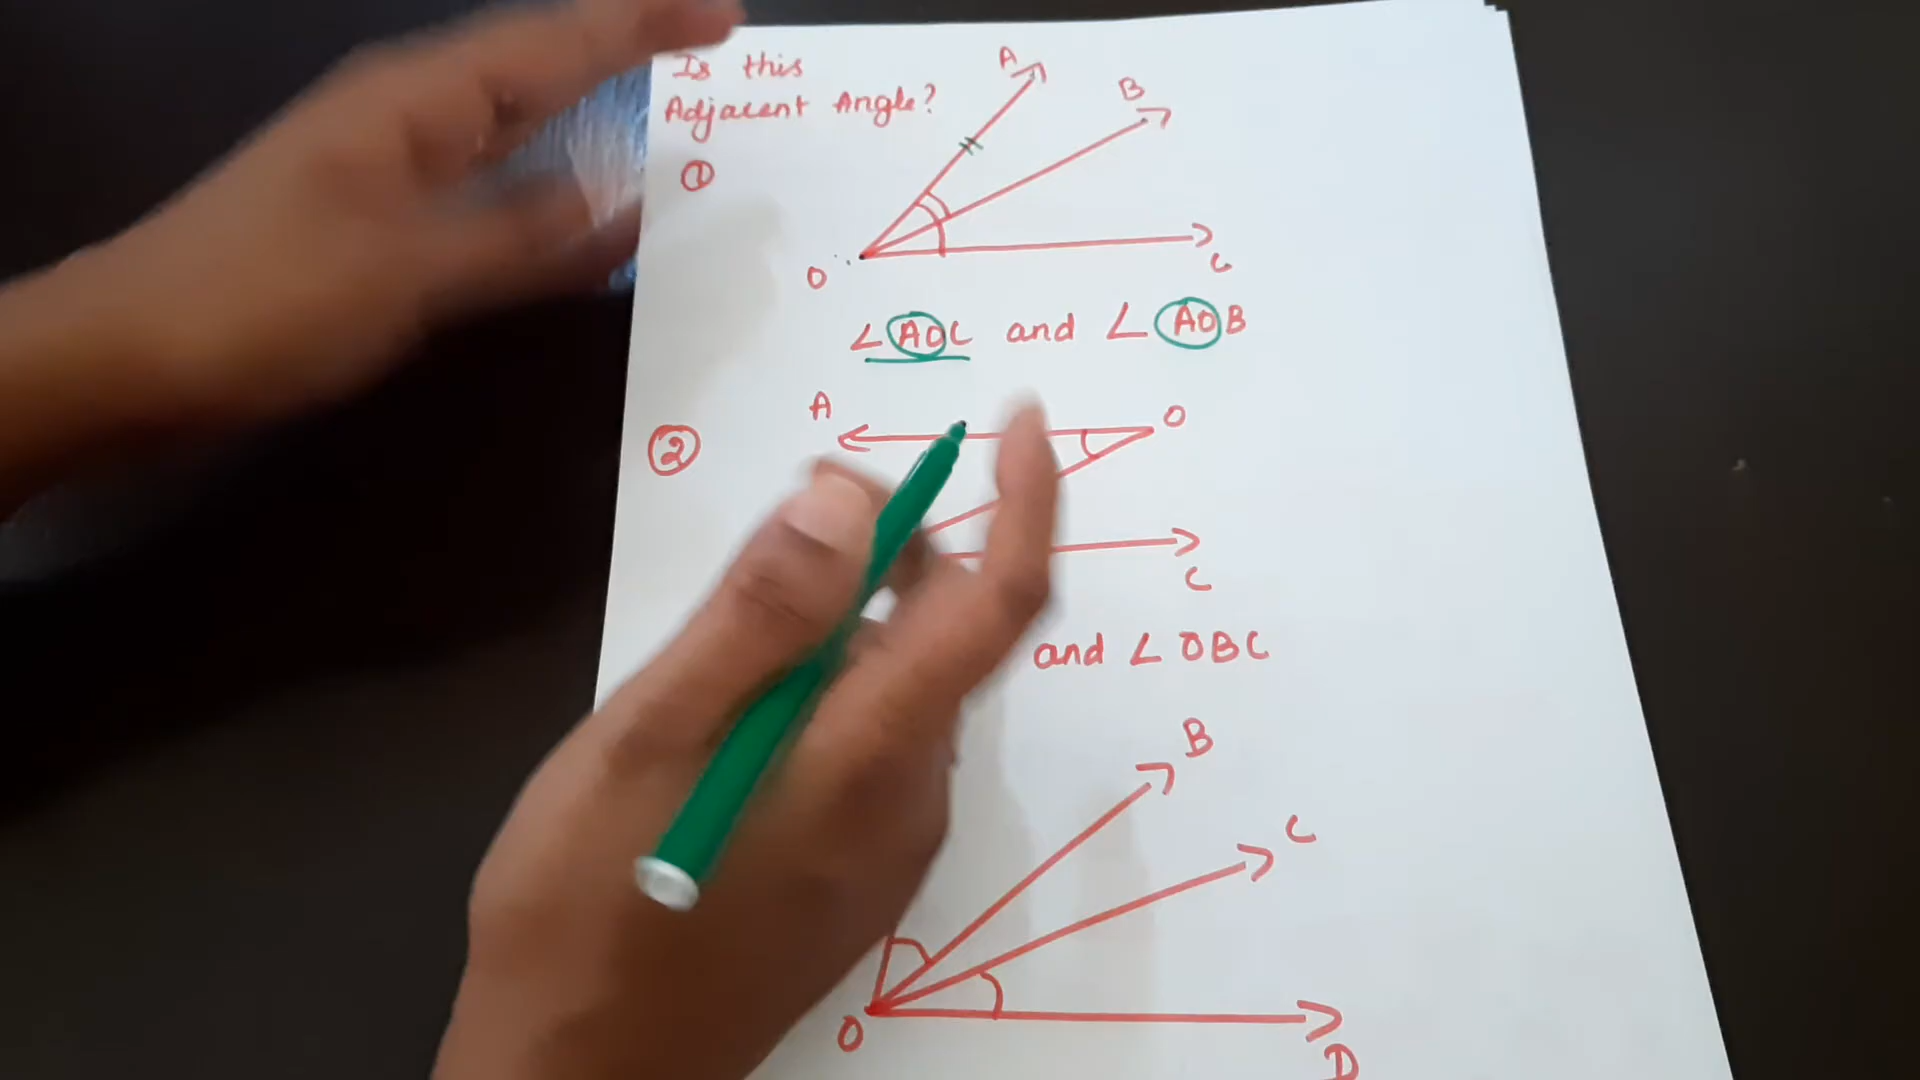 Is this
Adjacent Angle?
①
A
B
O
C
∠AOC and ∠AOB
②
A
O
C
and ∠OBC
B
C
O
D